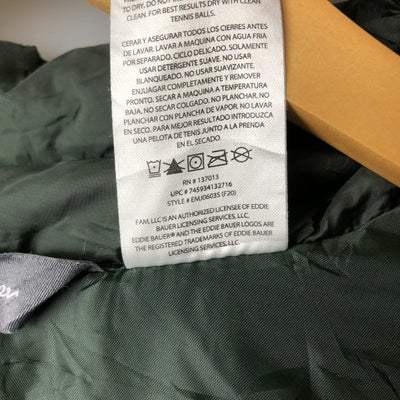 TO DRY. DO NOT IRON. DO NOT DRY
CLEAN. FOR BEST RESULTS DRY WITH CLEAN
TENNIS BALLS.
CERAR Y ASEGURAR TODOS LOS CIERRES ANTES
DE LAVAR. LAVAR A MAQUINA CON AGUA FRIA
POR SEPARADO, CICLO DELICADO. SOLAMENTE
USAR DETERGENTE SUAVE. NO USAR
BLANQUEADO. NO USAR SUAVIZANTE.
ENJUAGAR COMPLETAMENTE Y REMOVER
PRONTO. SECAR A MAQUINA A TEMPERATURA
BAJA. NO SECAR COLGADO. NO PLANCHAR NO
PLANCHAR CON PLANCHA DE VAPOR. NO LAVAR
EN SECO. PARA MEJOR RESULTADO INTRODUZCA
UNA PELOTA DE TENIS JUNTO A LA PRENDA
EN EL SECADO.
RN # 137013
UPC # 745934132716
STYLE # EMJ06035 (F20)
FAM, LLC IS AN AUTHORIZED LICENSEE OF EDDIE
BAUER LICENSING SERVICES, LLC.
EDDIE BAUER® AND THE EDDIE BAUER LOGOS ARE
THE REGISTERED TRADEMARKS OF EDDIE BAUER
LICENSING SERVICES, LLC.